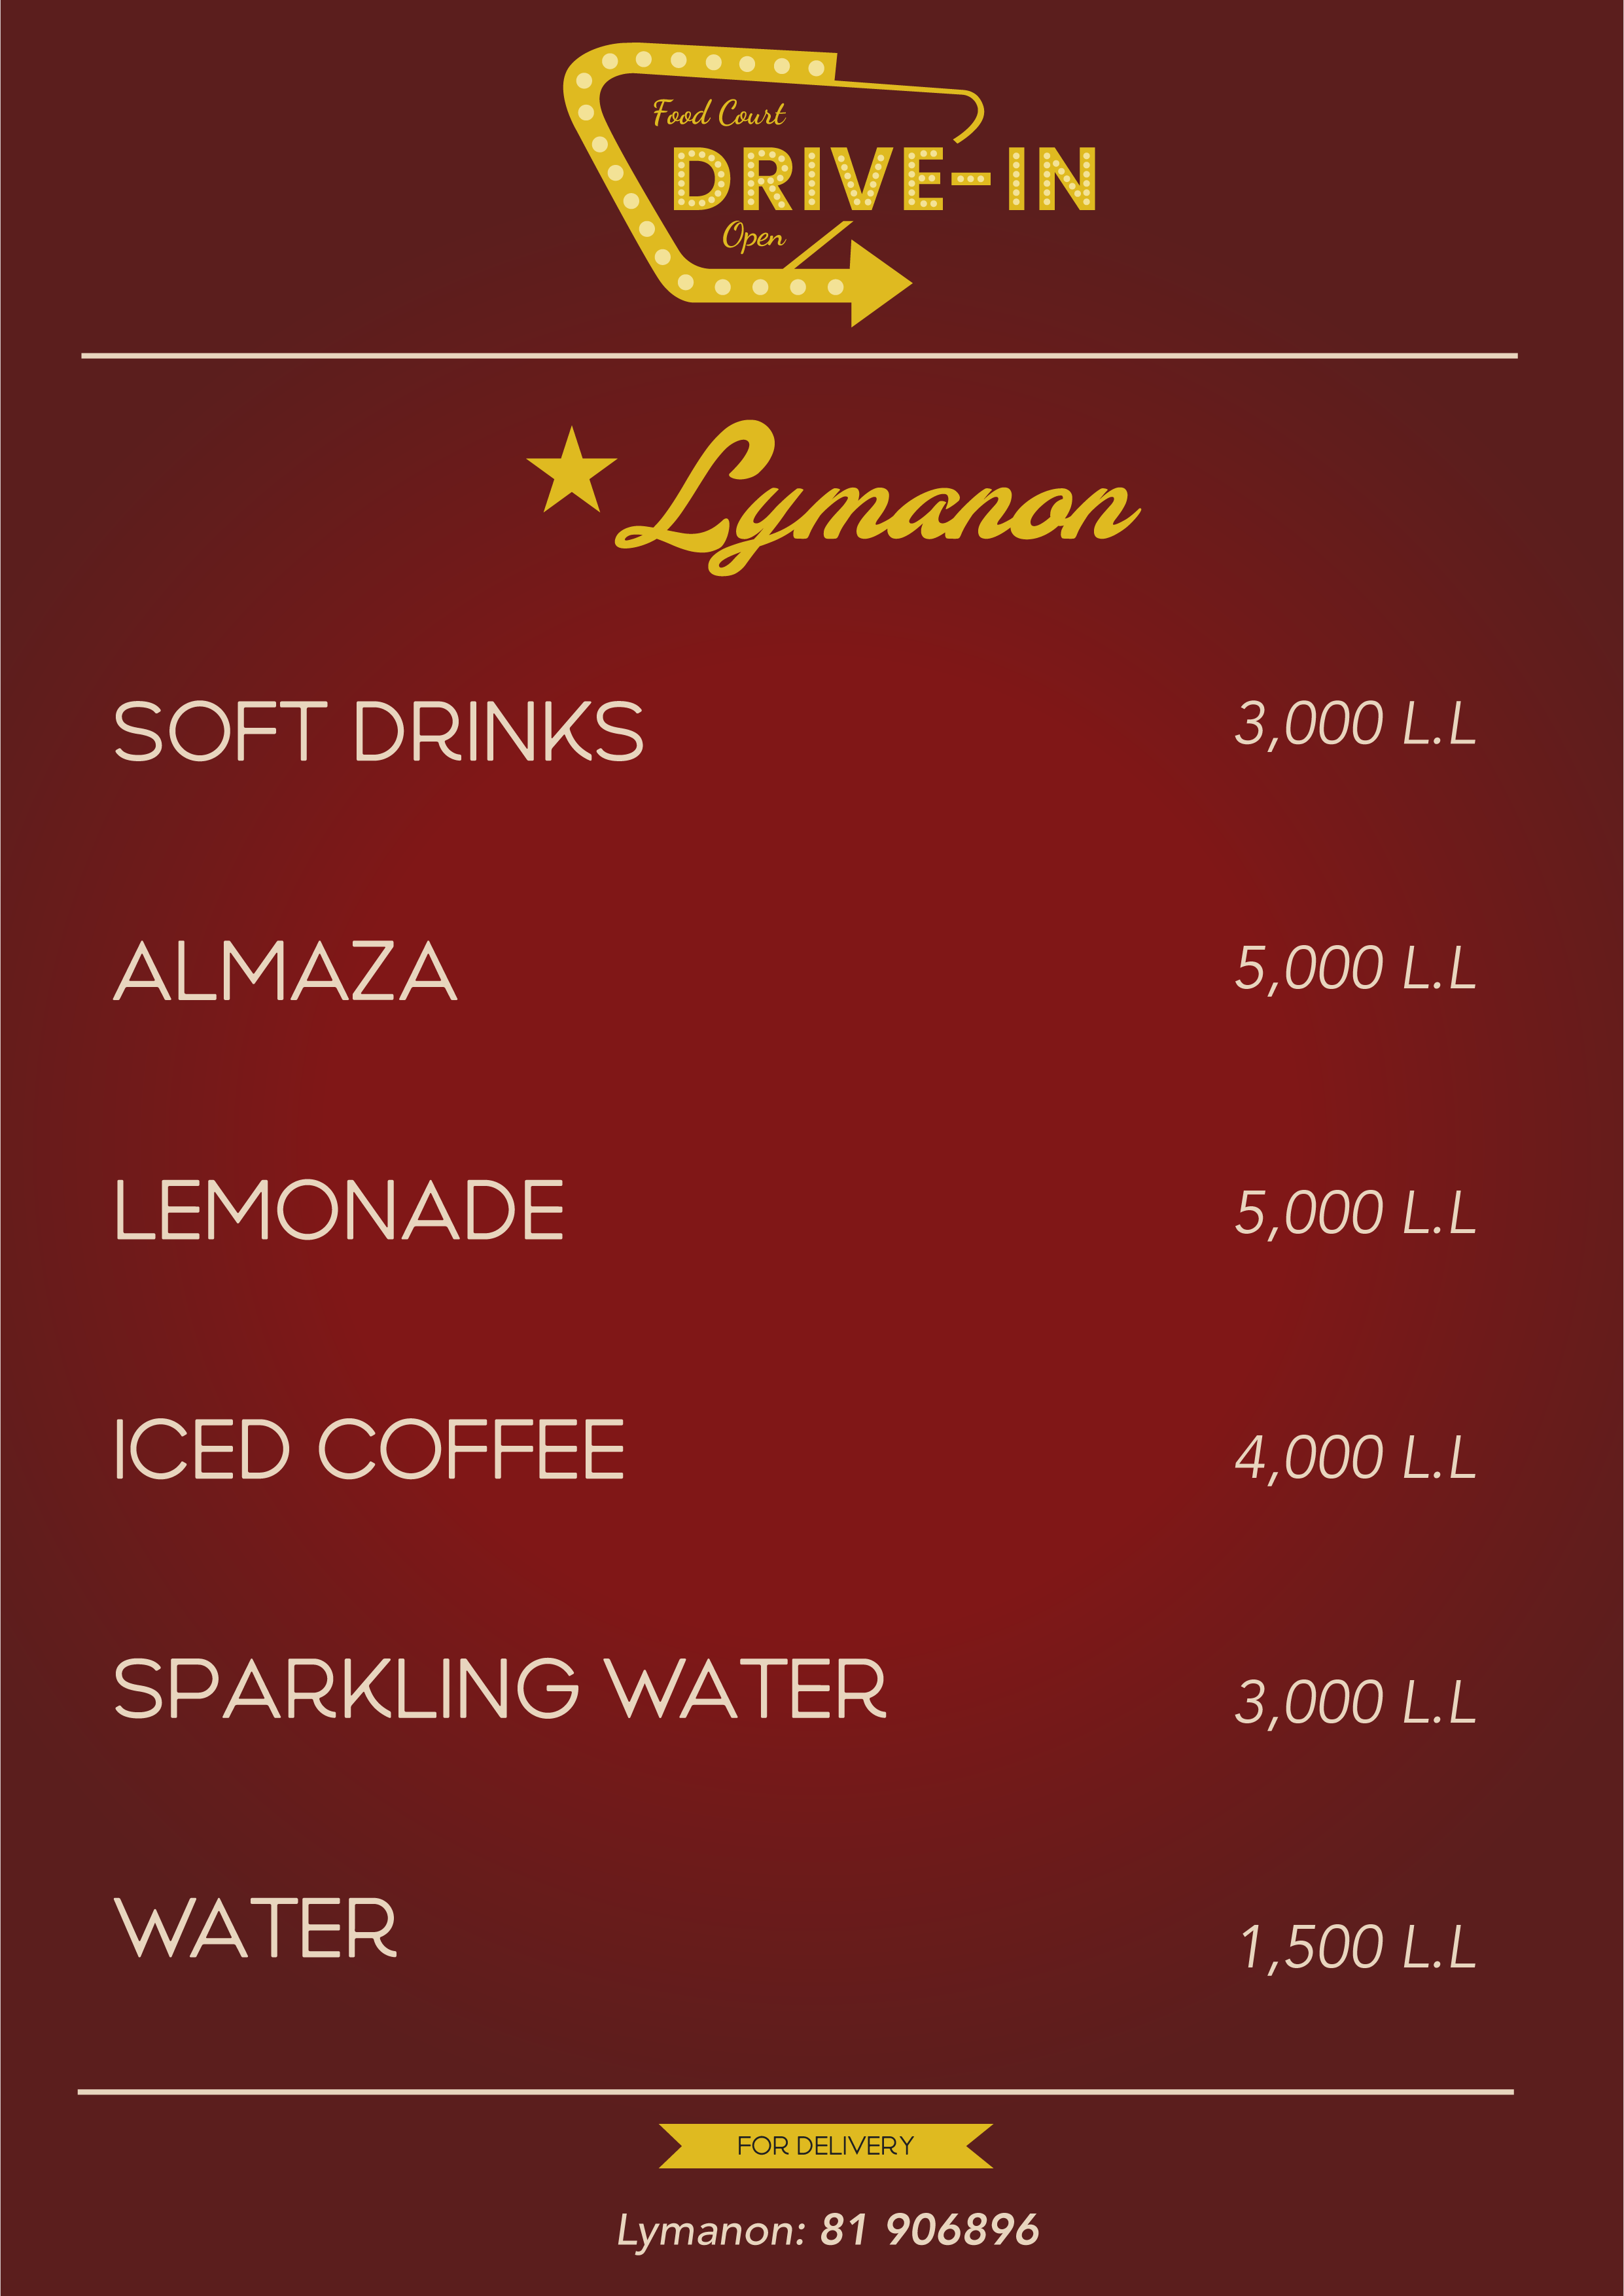 Food Court
DRIVE-IN
Open
Lymanon
SOFT DRINKS 3,000 L.L
ALMAZA 5,000 L.L
LEMONADE 5,000 L.L
ICED COFFEE 4,000 L.L
SPARKLING WATER 3,000 L.L
WATER 1,500 L.L
FOR DELIVERY
Lymanon: 81 906896